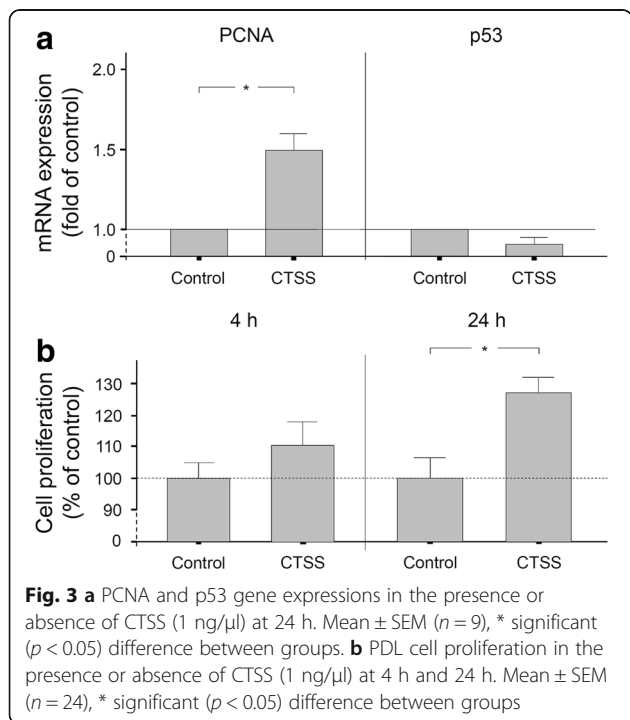 a
PCNA p53
mRNA expression
(fold of control)
2.0
1.5
1.0
0
*
Control CTSS Control CTSS
4 h 24 h
b
Cell proliferation
(% of control)
130
120
110
100
90
0
*
Control CTSS Control CTSS
Fig. 3 a PCNA and p53 gene expressions in the presence or
absence of CTSS (1 ng/μl) at 24 h. Mean ± SEM (n = 9), * significant
(p < 0.05) difference between groups. b PDL cell proliferation in the
presence or absence of CTSS (1 ng/μl) at 4 h and 24 h. Mean ± SEM
(n = 24), * significant (p < 0.05) difference between groups